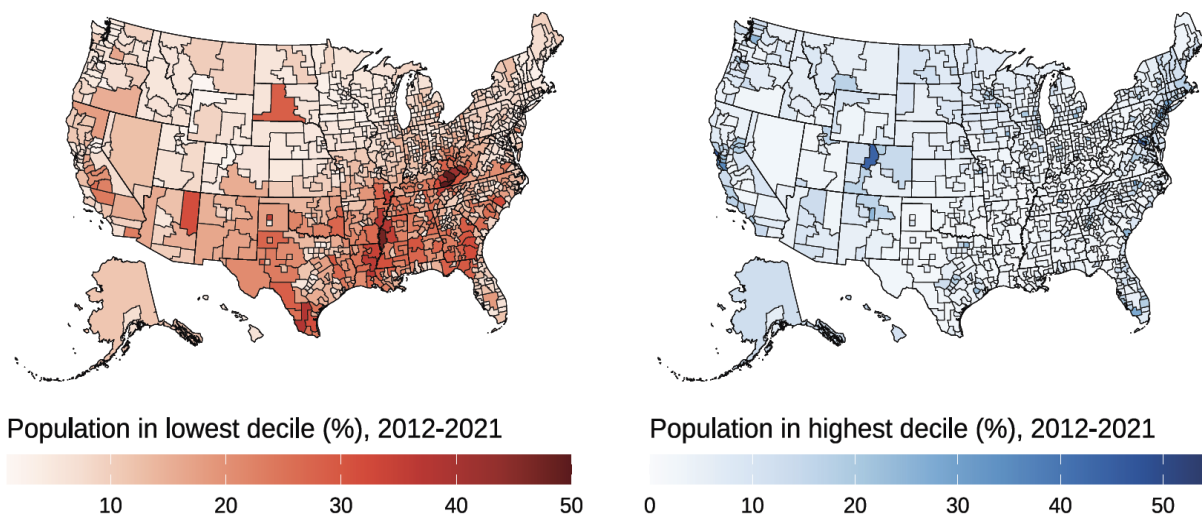 Population in lowest decile (%), 2012-2021
10 20 30 40 50
Population in highest decile (%), 2012-2021
0 10 20 30 40 50